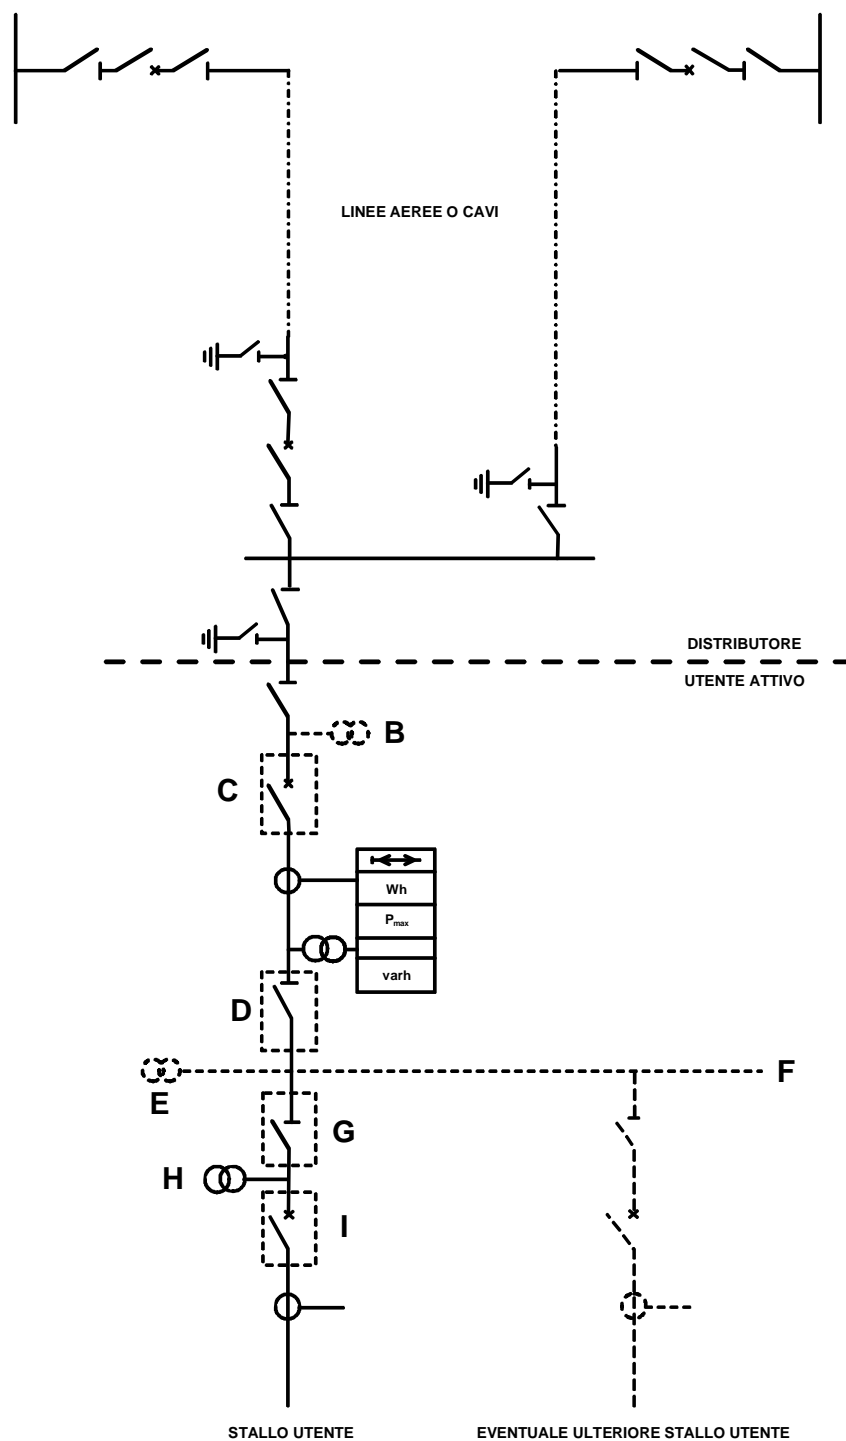 LINEE AEREE O CAVI
DISTRIBUTORE
UTENTE ATTIVO
B
C
Wh
Pmax
varh
D
F
E
G
H
I
STALLO UTENTE
EVENTUALE ULTERIORE STALLO UTENTE